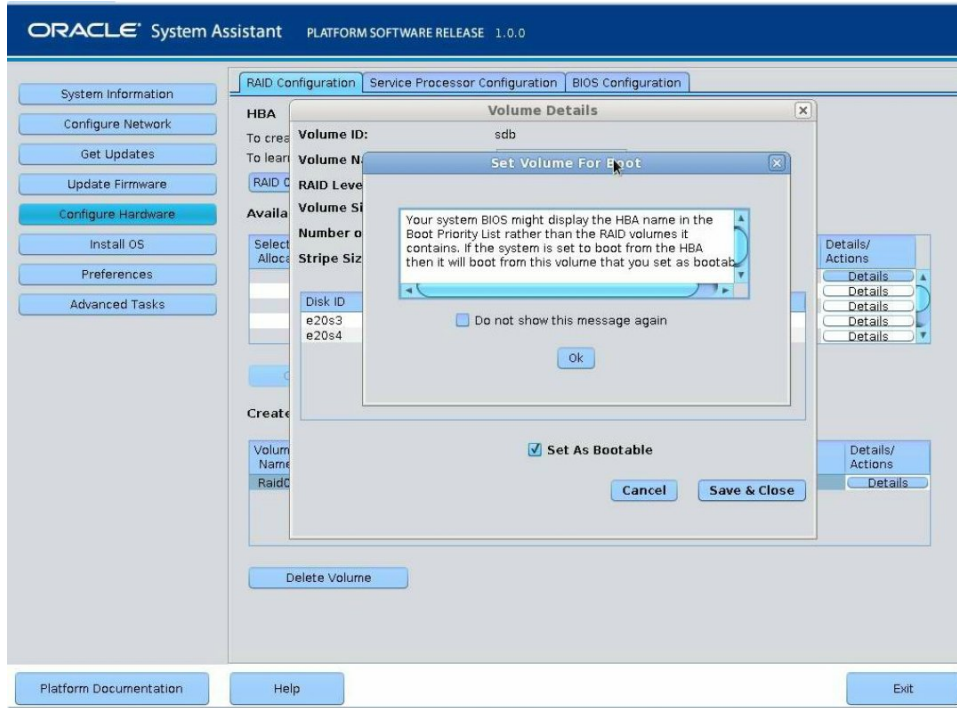 ORACLE System Assistant PLATFORM SOFTWARE RELEASE 1.0.0
System Information
Configure Network
Get Updates
Update Firmware
Configure Hardware
Install OS
Preferences
Advanced Tasks
RAID Configuration Service Processor Configuration BIOS Configuration
HBA
To
To
RAID
Select
Details/
Actions
Details
Details
Details
Details
Details
Volume Details
Volume ID: sdb
Volume
RAID
Volume
Number
Stripe
Disk ID
e20s3
e20s4
Set Volume For Boot
Your system BIOS might display the HBA name in the
Boot Priority List rather than the RAID volumes it
contains. If the system is set to boot from the HBA
then it will boot from this volume that you set as bootab
Do not show this message again
Ok
Set As Bootable
Cancel Save & Close
Name
Details/
Actions
Details
Delete Volume
Platform Documentation
Help
Exit